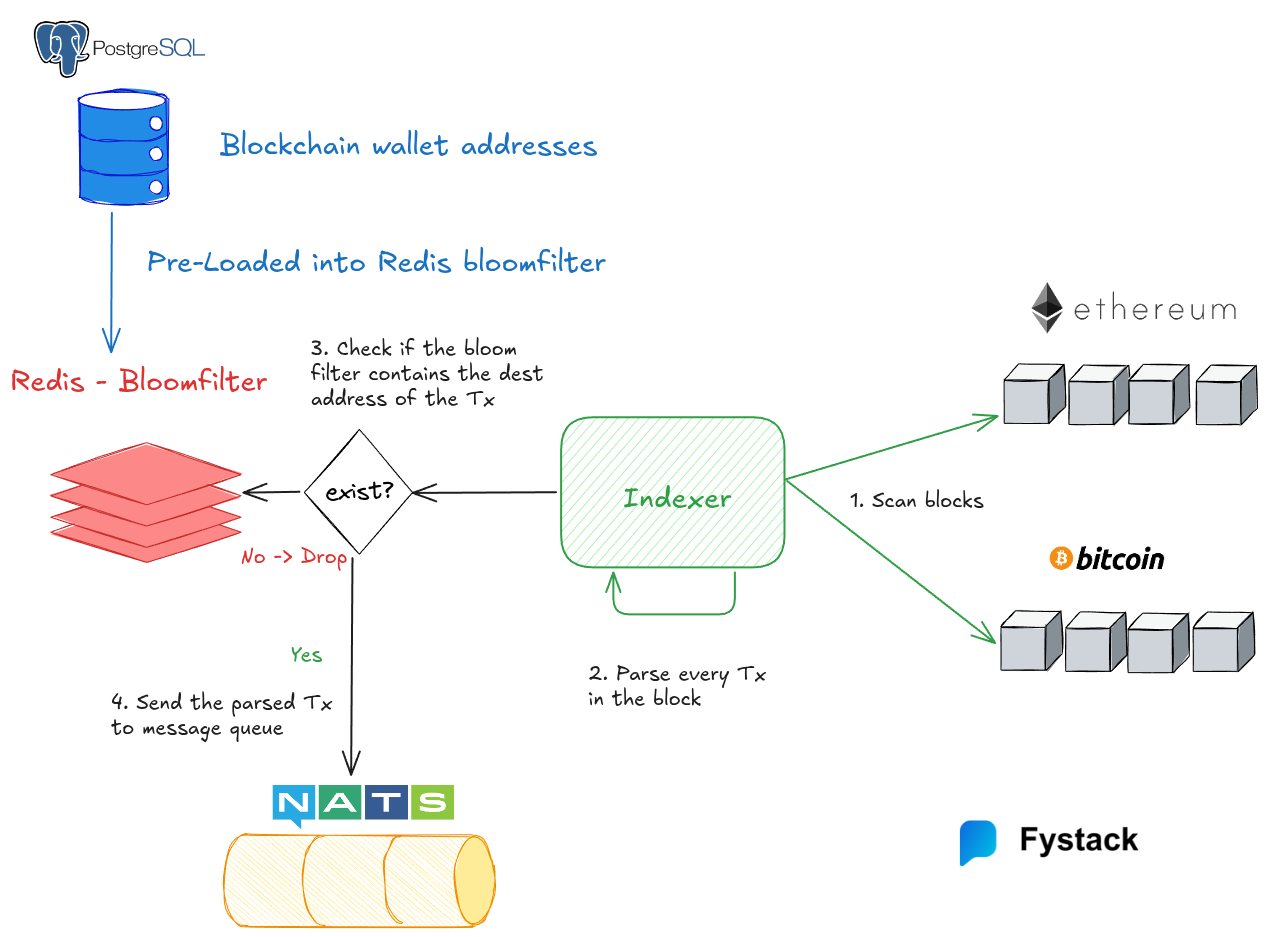 PostgreSQL
Blockchain wallet addresses
Pre-Loaded into Redis bloomfilter
ethereum
3. Check if the bloom
filter contains the dest
address of the Tx
Redis - Bloomfilter
exist?
Indexer
1. Scan blocks
No -> Drop
bitcoin
Yes
2. Parse every Tx
in the block
4. Send the parsed Tx
to message queue
NATS
Fystack